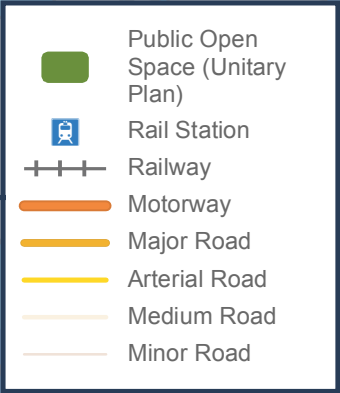 Public Open
Space (Unitary
Plan)
Rail Station
Railway
Motorway
Major Road
Arterial Road
Medium Road
Minor Road